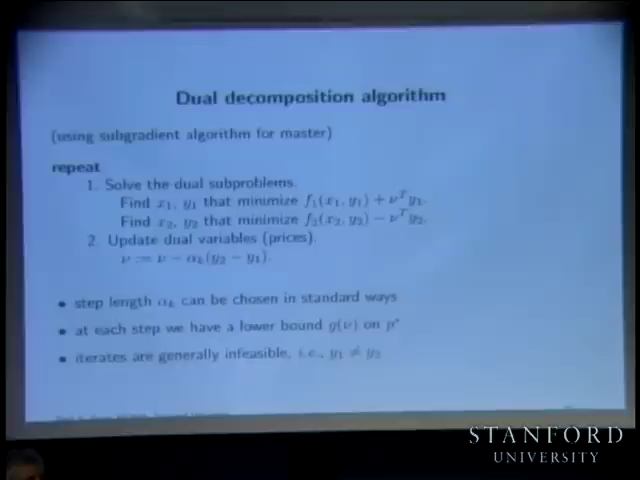 Dual decomposition algorithm
(using subgradient algorithm for master)
repeat
1. Solve the dual subproblems.
Find x₁, y₁ that minimize f₁(x₁, y₁) + νᵀy₁.
Find x₂, y₂ that minimize f₂(x₂, y₂) − νᵀy₂.
2. Update dual variables (prices).
ν := ν − αₖ(y₂ − y₁).
• step length αₖ can be chosen in standard ways
• at each step we have a lower bound g(ν) on p*
• iterates are generally infeasible, i.e., y₁ ≠ y₂
STANFORD
UNIVERSITY